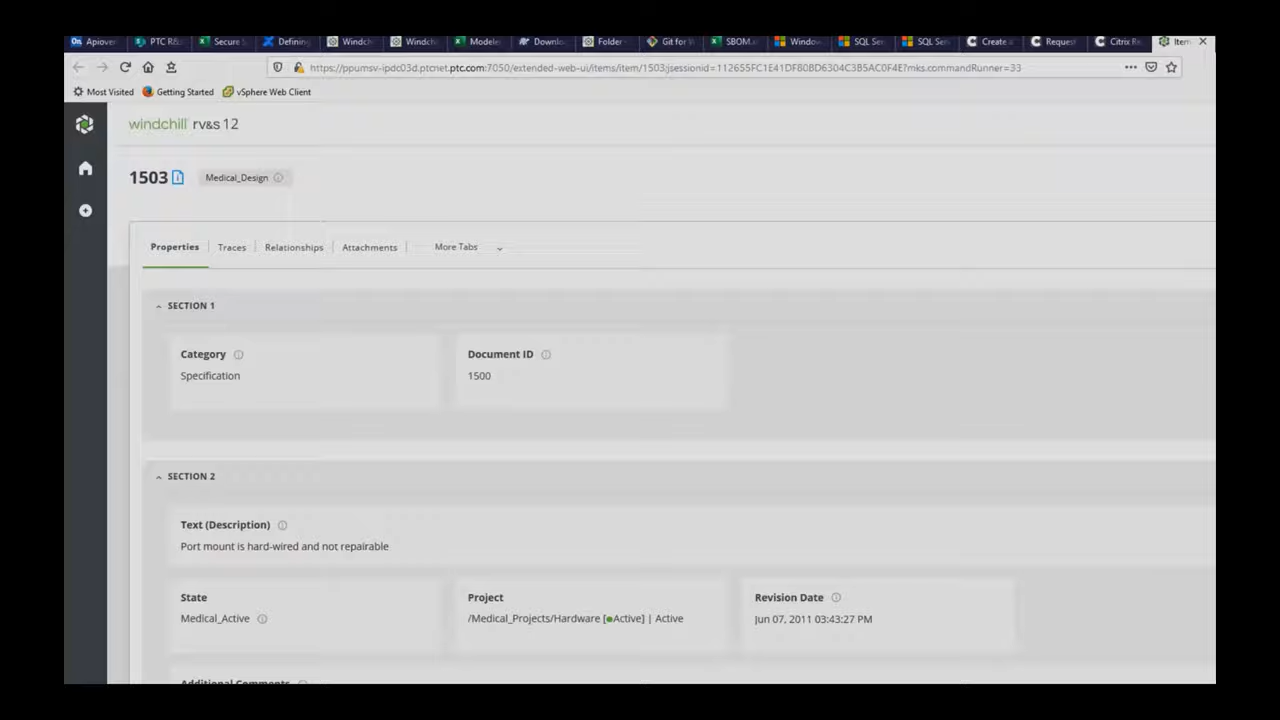 Apiover PTC R& Secure S Defining Windch Windch Modele Downlo Folder Git for W SBOM. Window SQL Ser SQL Ser Create a Request Citrix Re Item
https://ppumsv-ipdc03d.ptcnet.ptc.com:7050/extended-web-ui/items/item/1503;jsessionid=112655FC1E41DF80BD6304C3B5AC0F4E?mks.commandRunner=33
Most Visited Getting Started vSphere Web Client
windchill rv&s 12
1503 Medical_Design
Properties Traces Relationships Attachments More Tabs
SECTION 1
Category Document ID
Specification 1500
SECTION 2
Text (Description)
Port mount is hard-wired and not repairable
State Project Revision Date
Medical_Active /Medical_Projects/Hardware [Active] | Active Jun 07, 2011 03:43:27 PM
Additional Comments